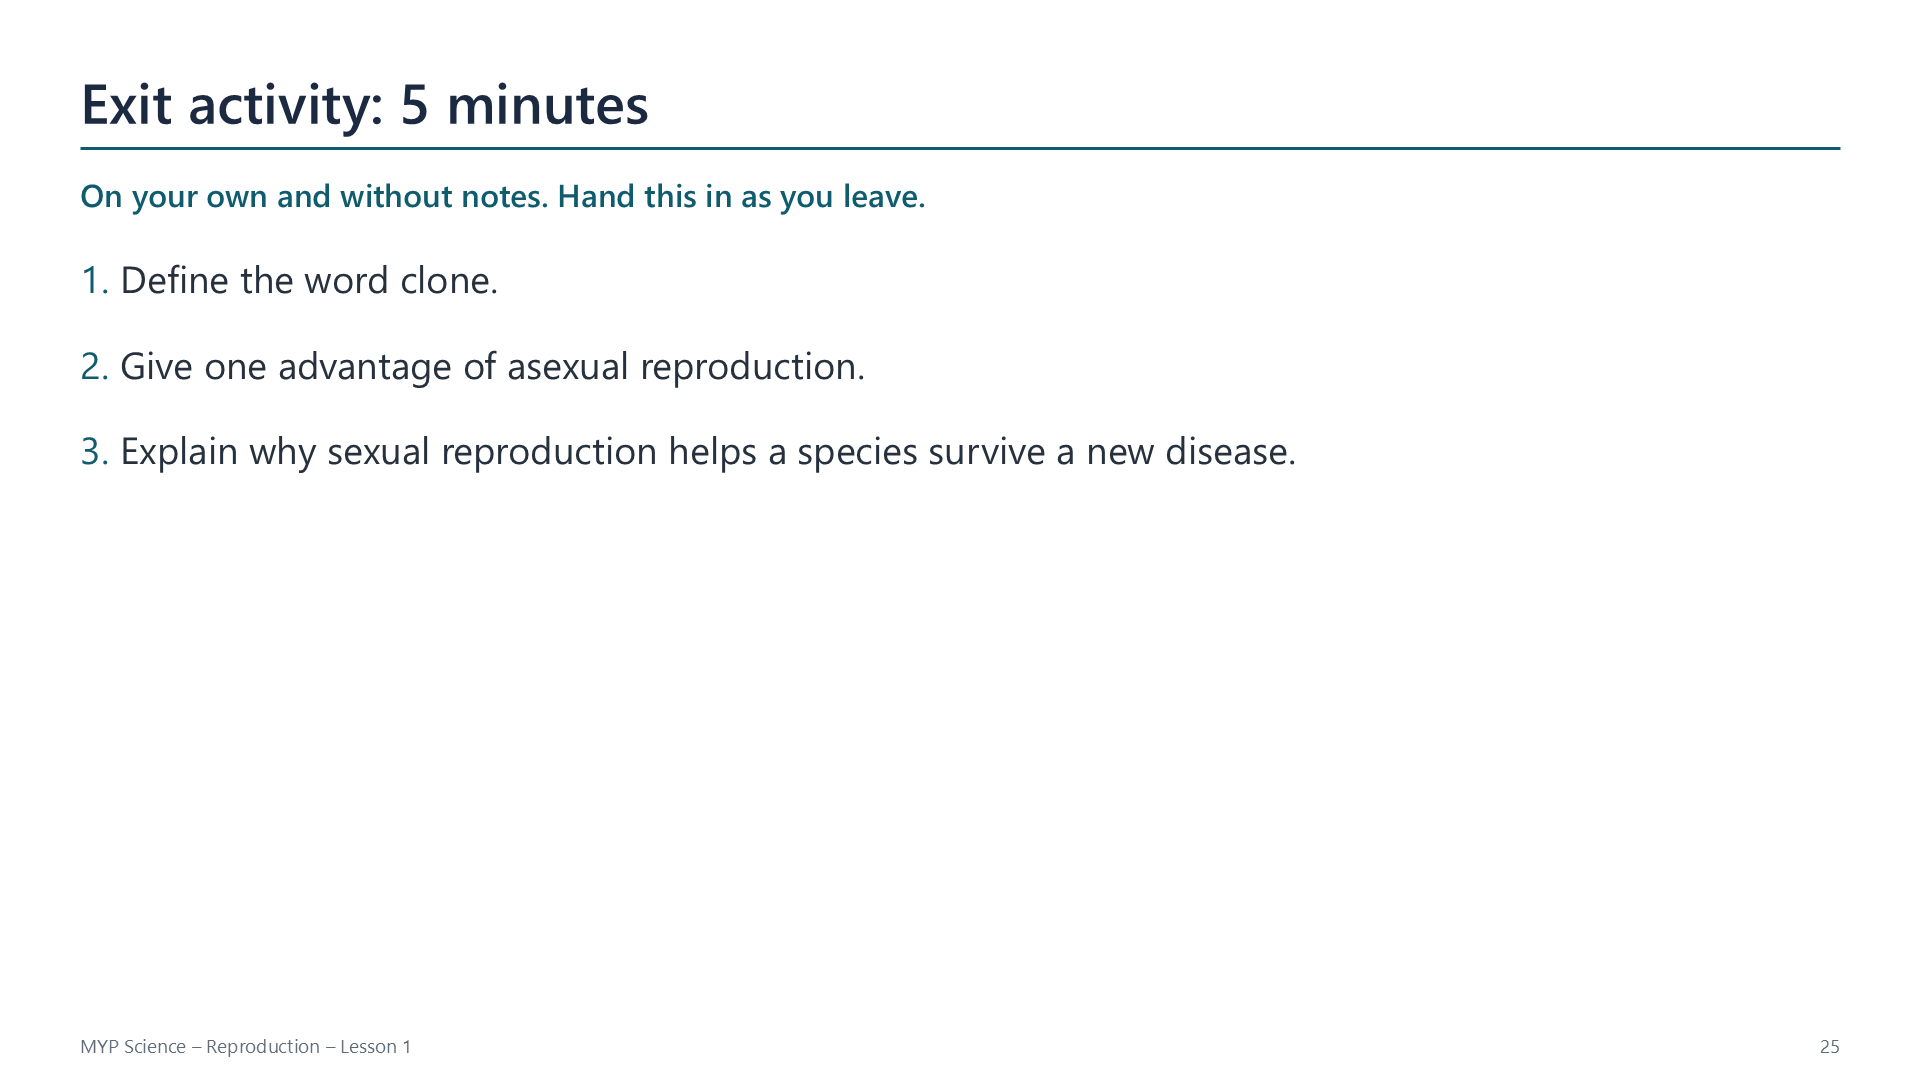 Exit activity: 5 minutes
On your own and without notes. Hand this in as you leave.
1. Define the word clone.
2. Give one advantage of asexual reproduction.
3. Explain why sexual reproduction helps a species survive a new disease.
MYP Science – Reproduction – Lesson 1
25